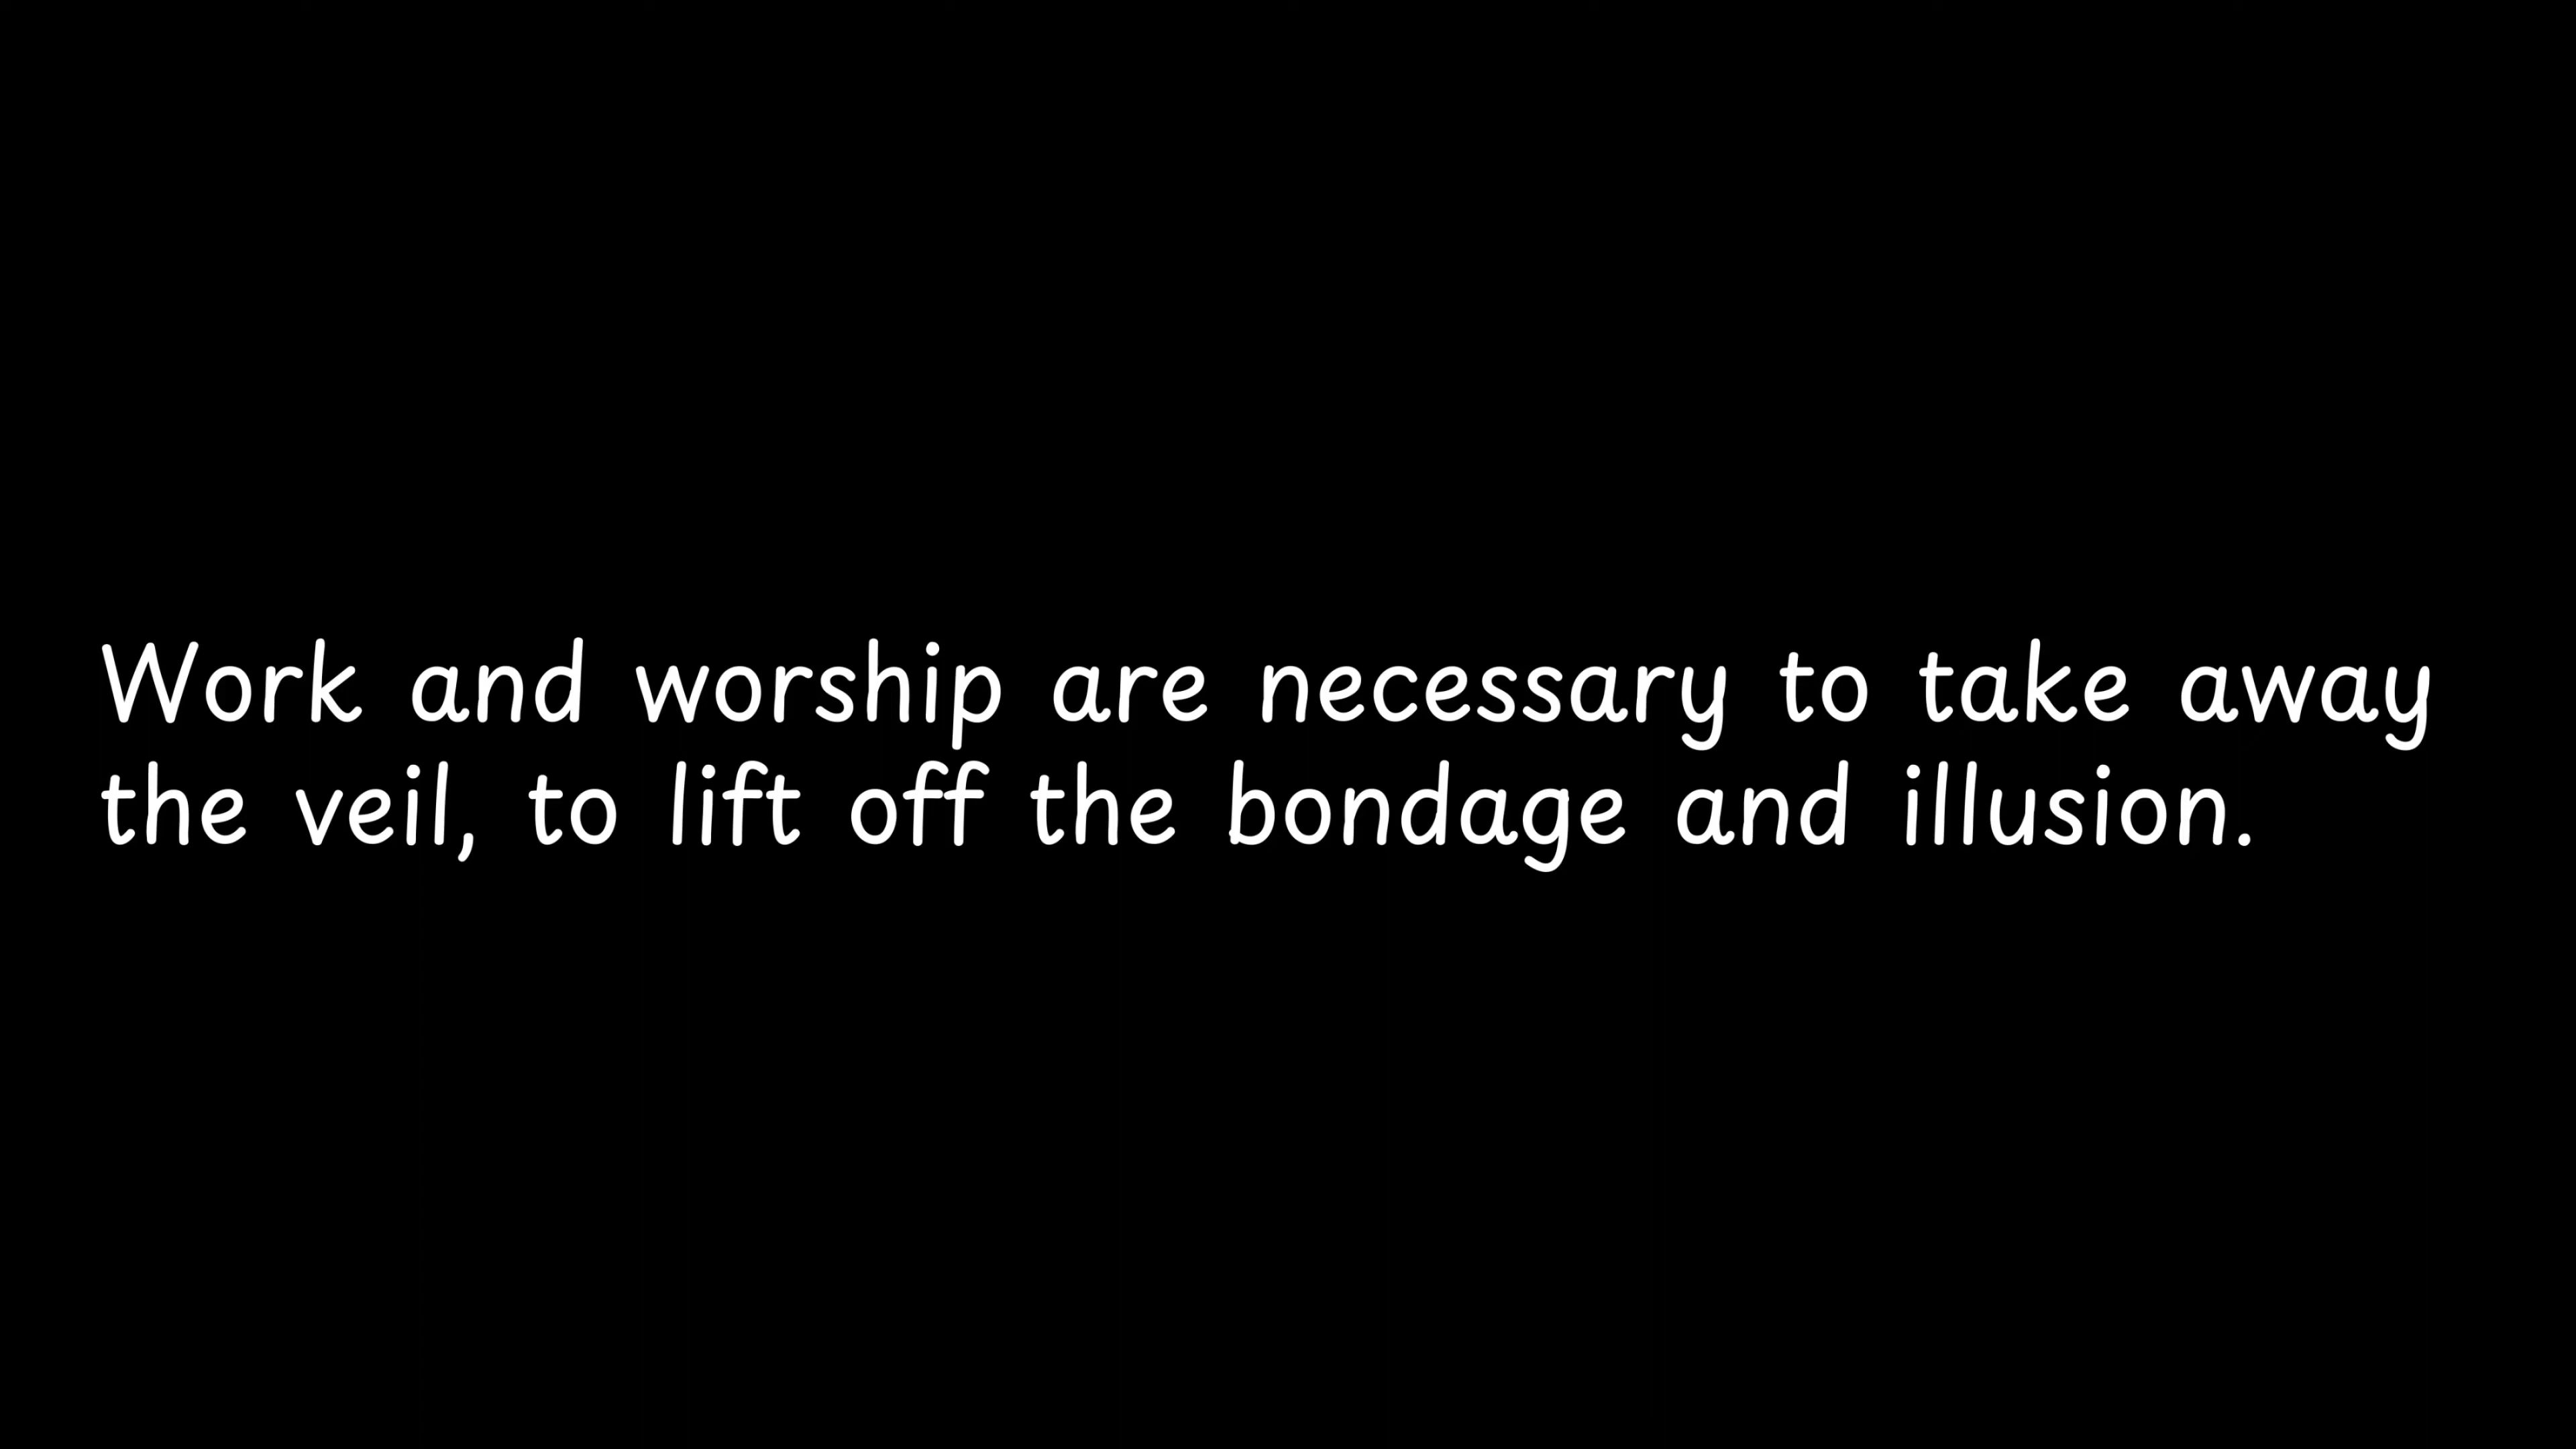 Work and worship are necessary to take away
the veil, to lift off the bondage and illusion.